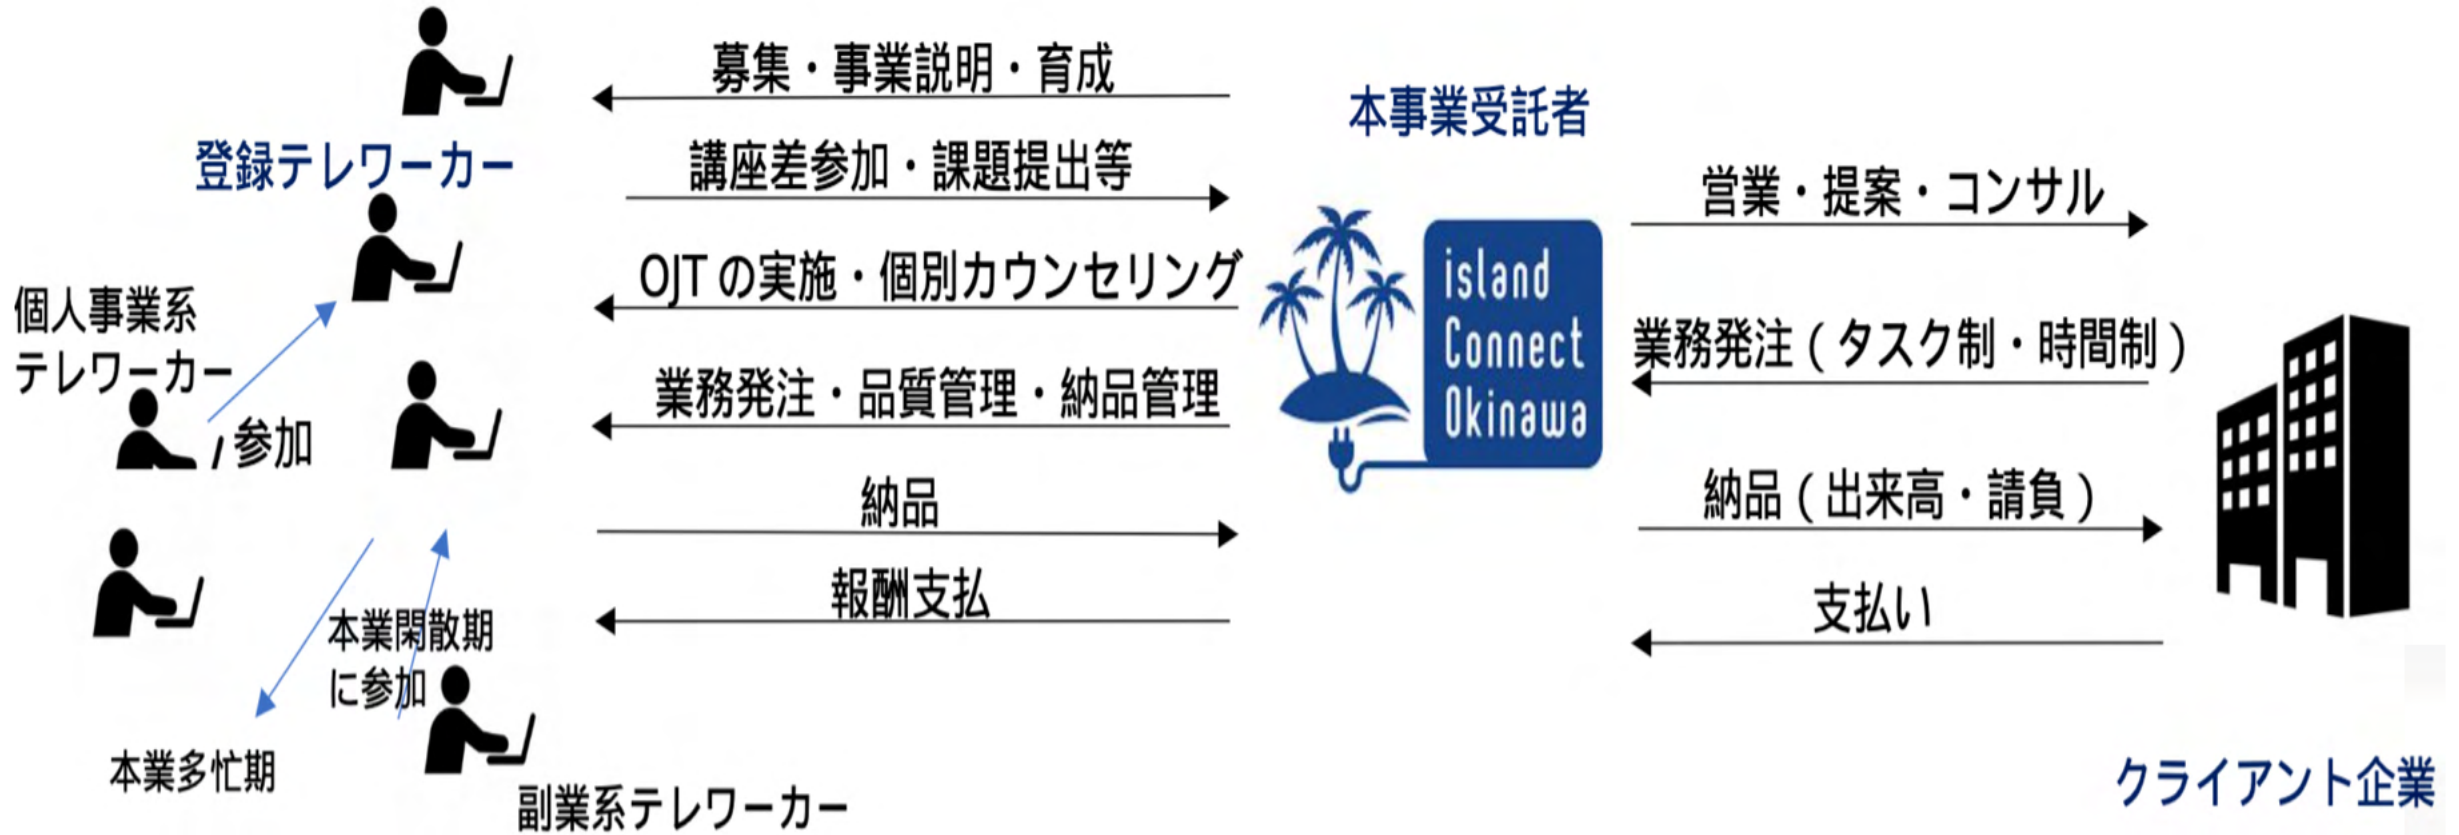 登録テレワーカー
個人事業系
テレワーカー
参加
本業閑散期
に参加
本業多忙期
副業系テレワーカー
募集・事業説明・育成
講座差参加・課題提出等
OJTの実施・個別カウンセリング
業務発注・品質管理・納品管理
納品
報酬支払
本事業受託者
island
Connect
Okinawa
営業・提案・コンサル
業務発注(タスク制・時間制)
納品(出来高・請負)
支払い
クライアント企業